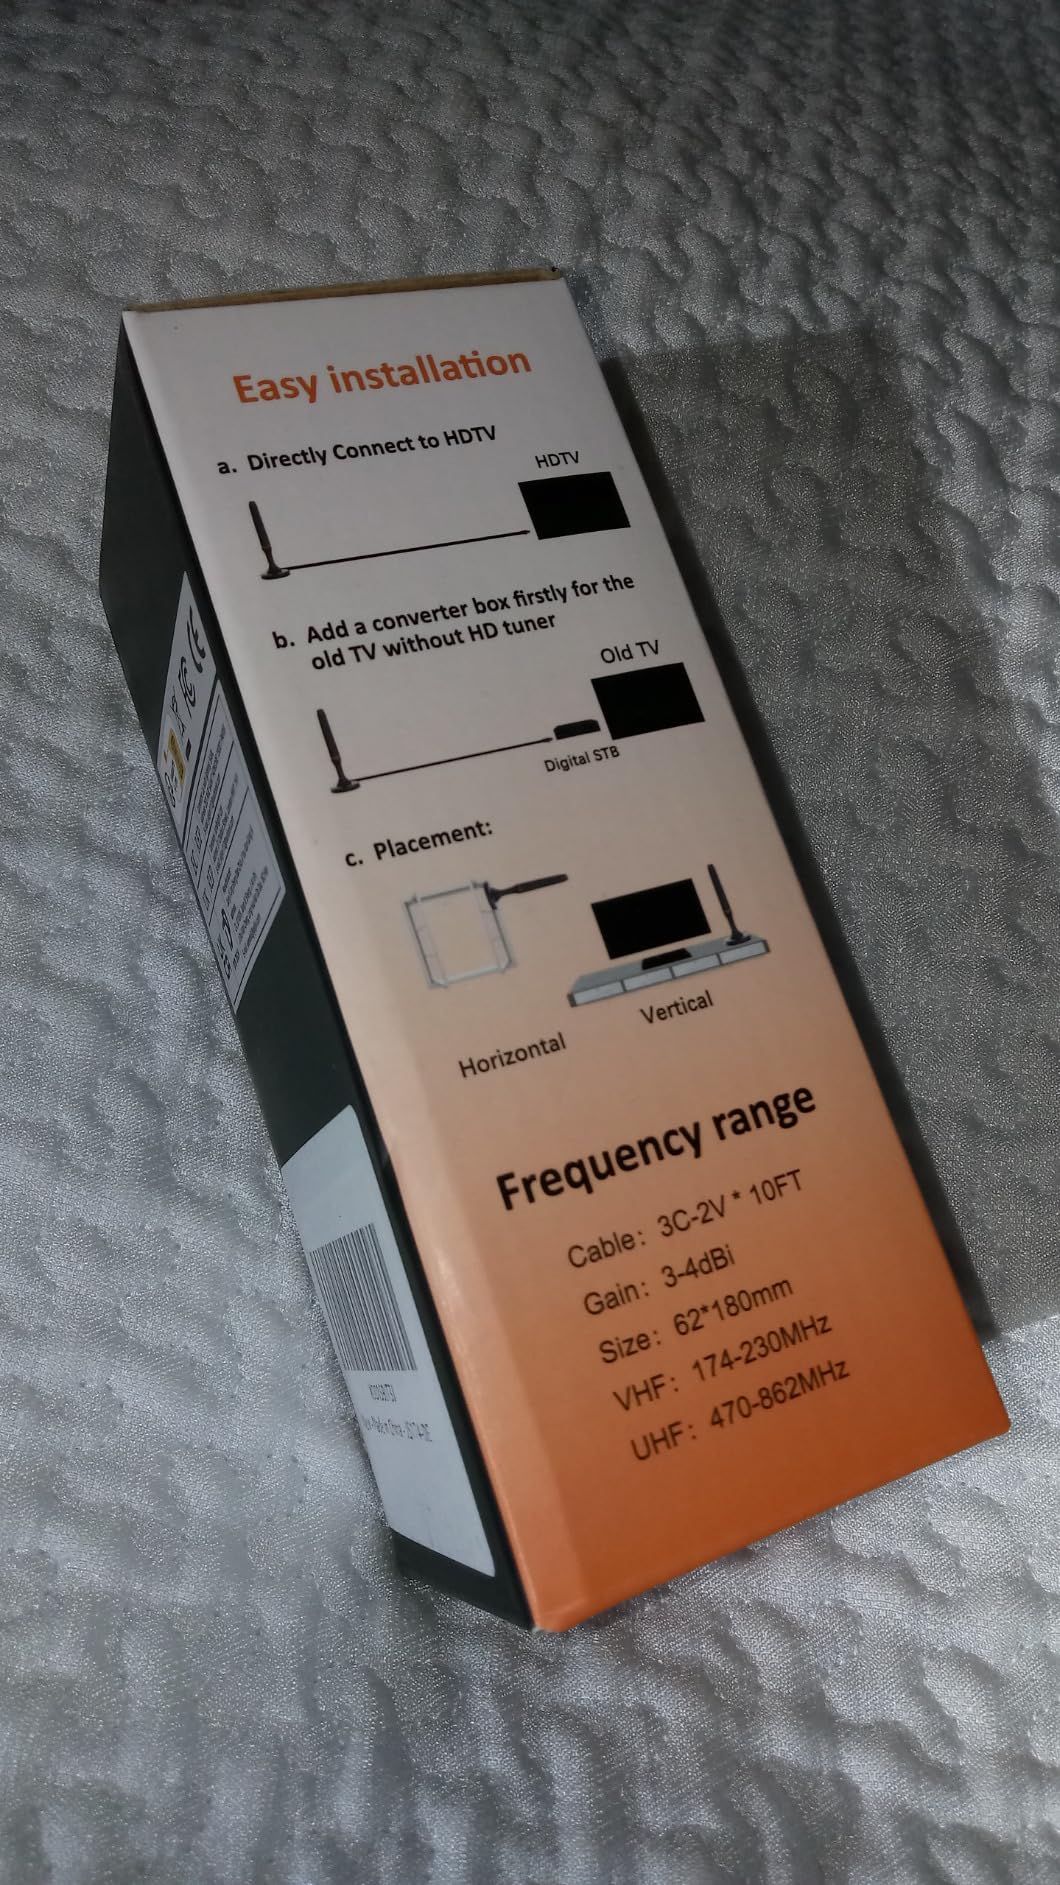 Easy installation
a. Directly Connect to HDTV
HDTV
b. Add a converter box firstly for the
old TV without HD tuner
Old TV
Digital STB
c. Placement:
Vertical
Horizontal
Frequency range
Cable: 3C-2V * 10FT
Gain: 3-4dBi
Size: 62*180mm
VHF: 174-230MHz
UHF: 470-862MHz
CE